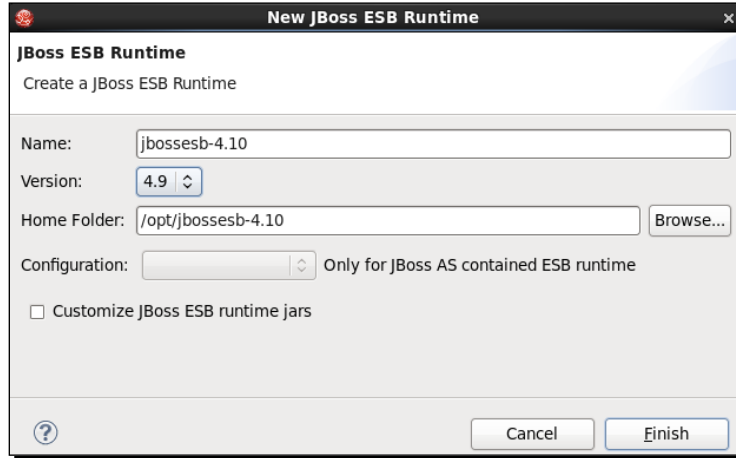 New JBoss ESB Runtime
JBoss ESB Runtime
Create a JBoss ESB Runtime
Name: jbossesb-4.10
Version: 4.9
Home Folder: /opt/jbossesb-4.10 Browse...
Configuration: Only for JBoss AS contained ESB runtime
Customize JBoss ESB runtime jars
? Cancel Finish